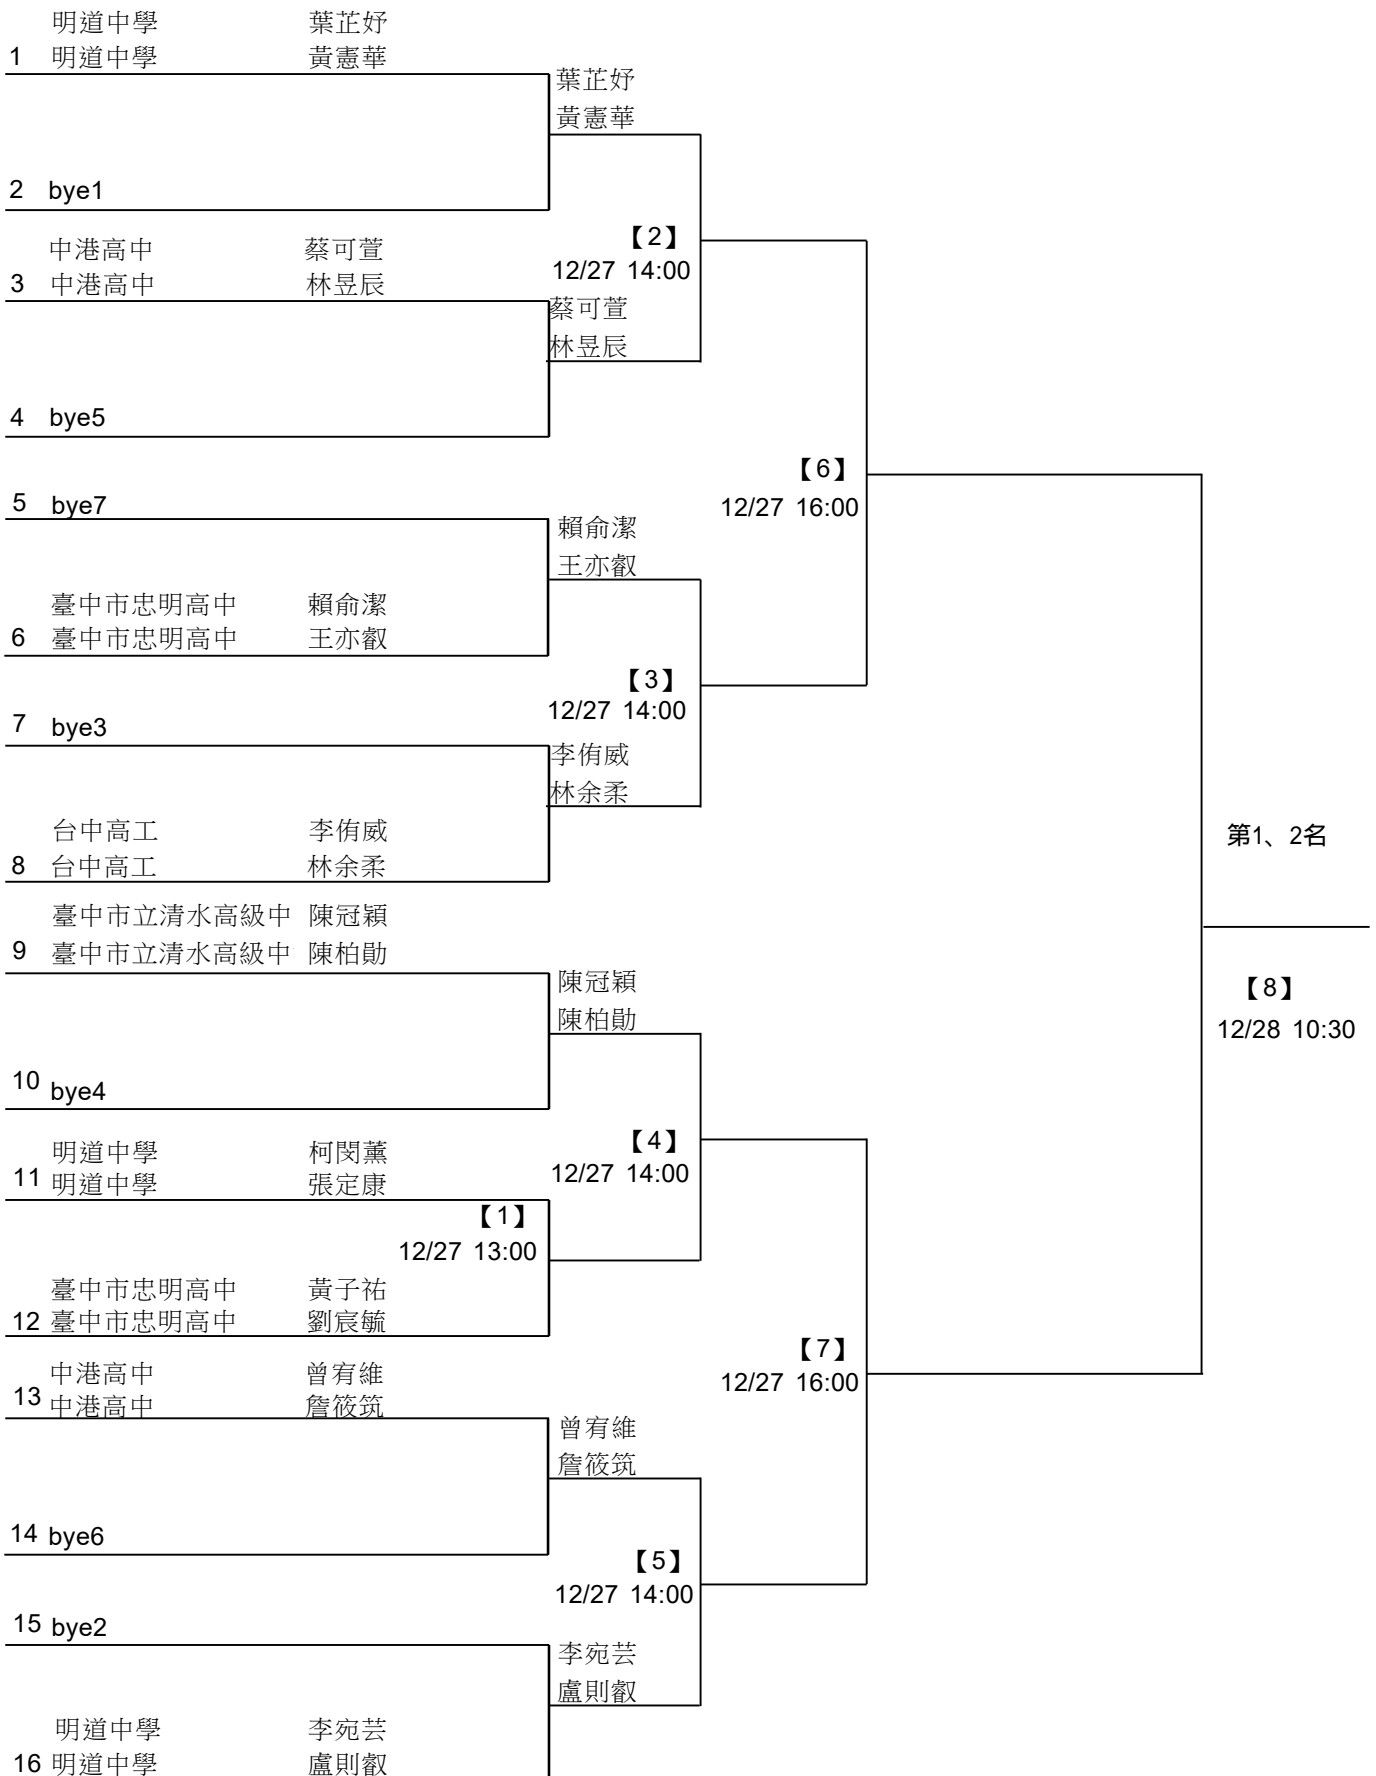 明道中學 葉芷妤
1 明道中學 黃憲華
葉芷妤
黃憲華
2 bye1
【2】
12/27 14:00
中港高中 蔡可萱
3 中港高中 林昱辰
蔡可萱
林昱辰
4 bye5
【6】
12/27 16:00
5 bye7
賴俞潔
王亦叡
臺中市忠明高中 賴俞潔
6 臺中市忠明高中 王亦叡
【3】
12/27 14:00
7 bye3
李侑威
林余柔
台中高工 李侑威
8 台中高工 林余柔
第1、2名
臺中市立清水高級中 陳冠穎
9 臺中市立清水高級中 陳柏勛
陳冠穎
陳柏勛
【8】
12/28 10:30
10 bye4
【4】
12/27 14:00
明道中學 柯閔薰
11 明道中學 張定康
【1】
12/27 13:00
臺中市忠明高中 黃子祐
12 臺中市忠明高中 劉宸毓
【7】
12/27 16:00
中港高中 曾宥維
13 中港高中 詹筱筑
曾宥維
詹筱筑
14 bye6
【5】
12/27 14:00
15 bye2
李宛芸
盧則叡
明道中學 李宛芸
16 明道中學 盧則叡